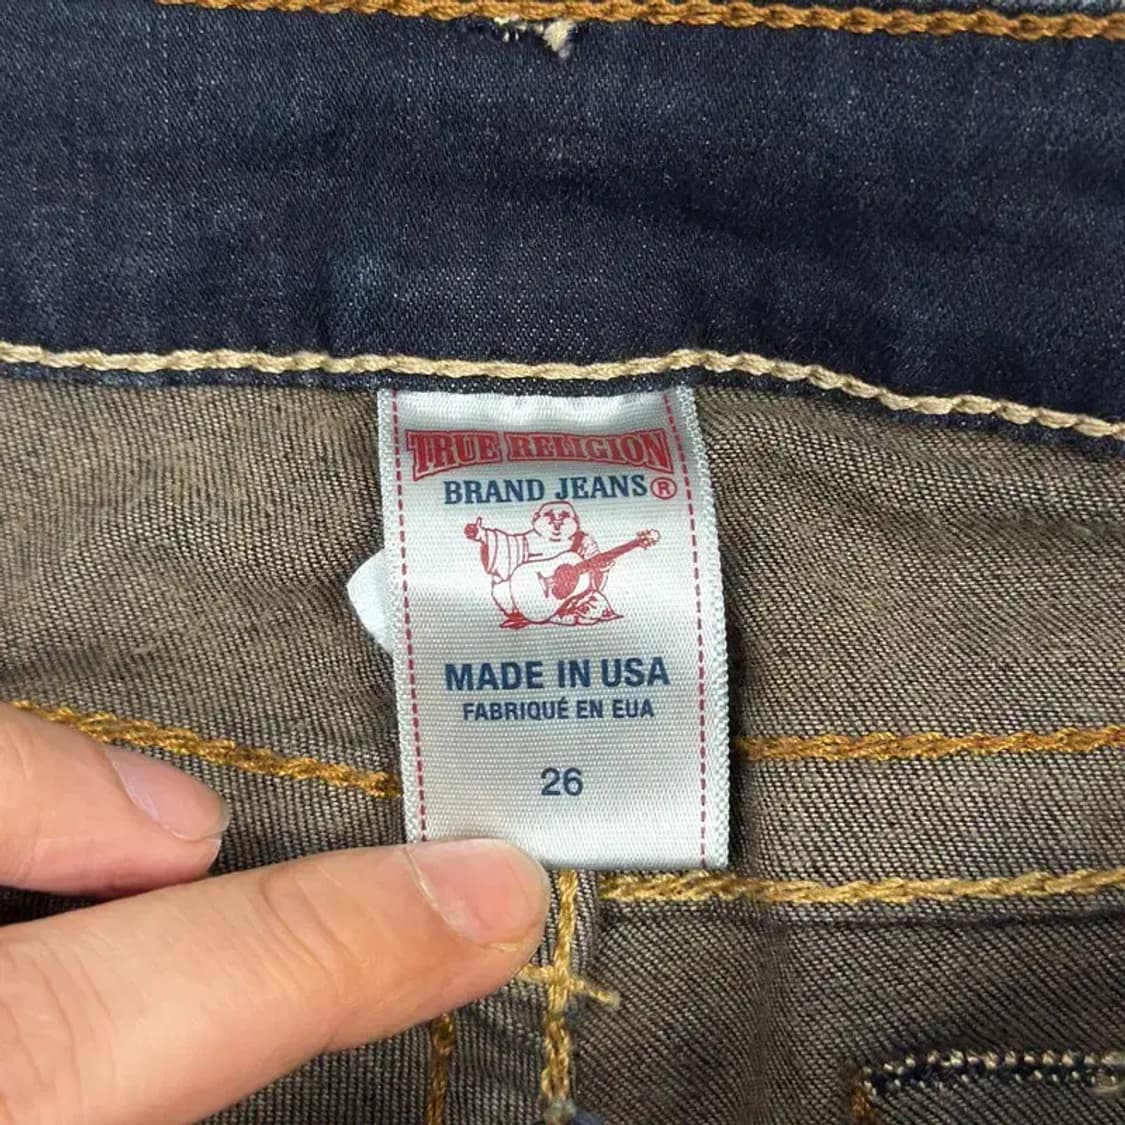 TRUE RELIGION
BRAND JEANS®
MADE IN USA
FABRIQUÉ EN EUA
26